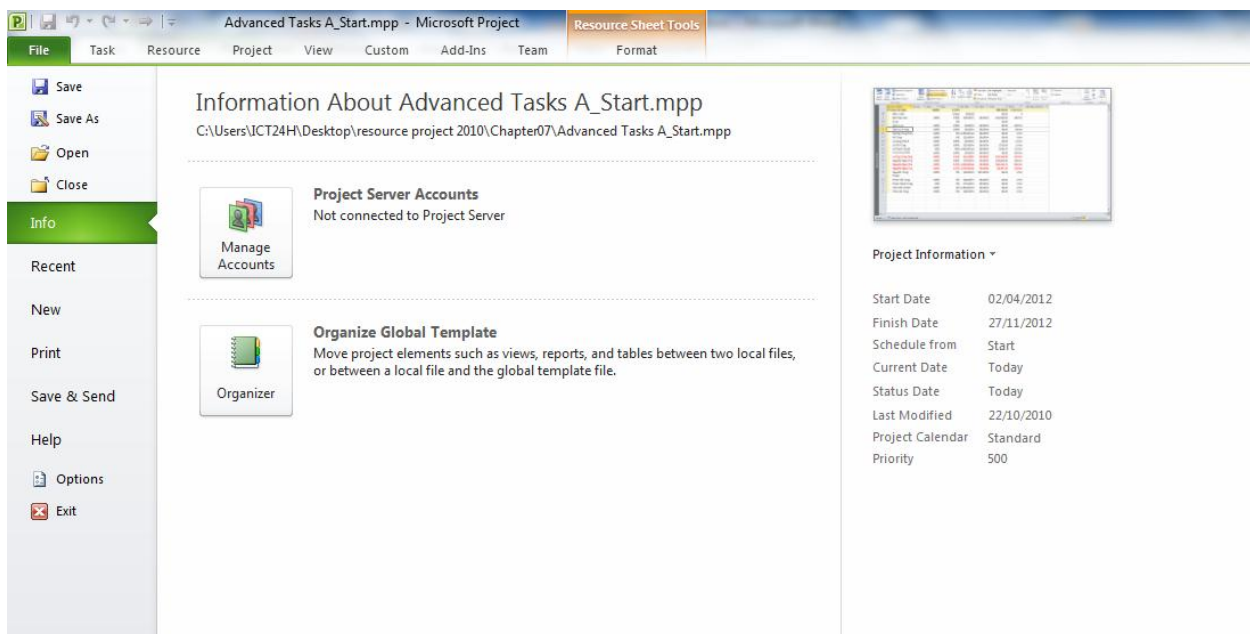 Advanced Tasks A_Start.mpp - Microsoft Project
Resource Sheet Tools
File Task Resource Project View Custom Add-Ins Team Format
Save
Save As
Open
Close
Info
Recent
New
Print
Save & Send
Help
Options
Exit
Information About Advanced Tasks A_Start.mpp
C:\Users\ICT24H\Desktop\resource project 2010\Chapter07\Advanced Tasks A_Start.mpp
Manage
Accounts
Project Server Accounts
Not connected to Project Server
Organizer
Organize Global Template
Move project elements such as views, reports, and tables between two local files,
or between a local file and the global template file.
Project Information
Start Date 02/04/2012
Finish Date 27/11/2012
Schedule from Start
Current Date Today
Status Date Today
Last Modified 22/10/2010
Project Calendar Standard
Priority 500